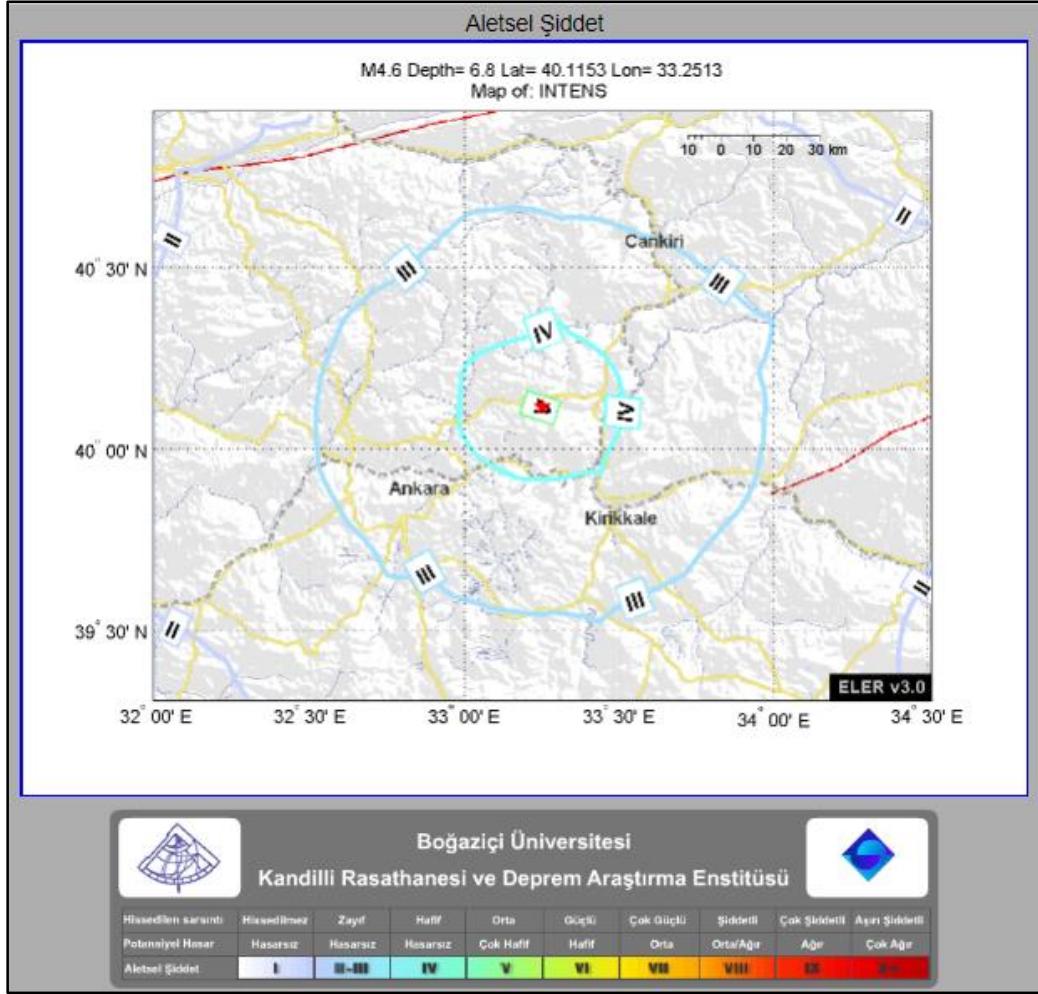 Aletsel Şiddet
M4.6 Depth= 6.8 Lat= 40.1153 Lon= 33.2513
Map of: INTENS
10 0 10 20 30 km
II
II
Cankiri
40° 30' N
III
III
IV
IV
40° 00' N
Ankara
Kirikkale
III
III
II
39° 30' N
II
ELER v3.0
32° 00' E
32° 30' E
33° 00' E
33° 30' E
34° 00' E
34° 30' E
Boğaziçi Üniversitesi
Kandilli Rasathanesi ve Deprem Araştırma Enstitüsü
Hissedilen sarsıntı Hissedilmez Zayıf Hafif Orta Güçlü Çok Güçlü Şiddetli Çok Şiddetli Aşırı Şiddetli
Potansiyel Hasar Hasarsız Hasarsız Hasarsız Çok Hafif Hafif Orta Orta/Ağır Ağır Çok Ağır
Aletsel Şiddet I II-III IV V VI VII VIII IX X+